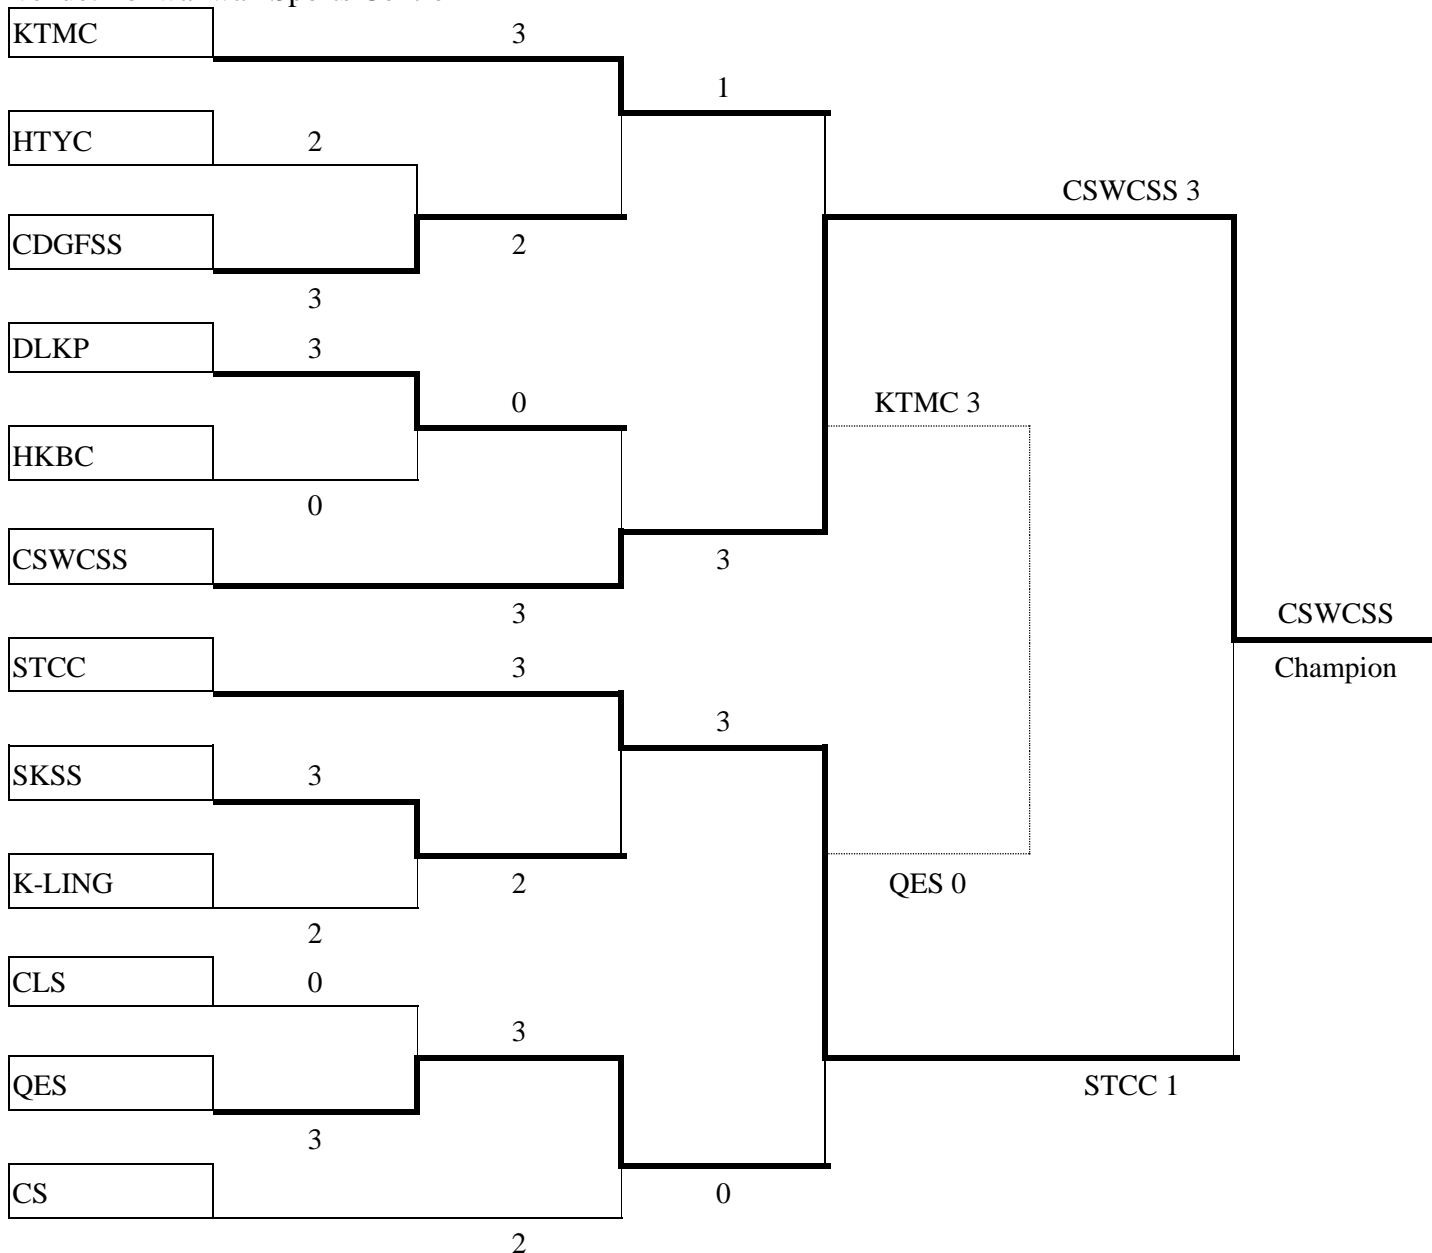 KTMC 3
1
HTYC 2
CSWCSS 3
CDGFSS 2
3
DLKP 3
0 KTMC 3
HKBC
0
CSWCSS 3
3 CSWCSS
STCC 3 Champion
3
SKSS 3
K-LING 2 QES 0
2
CLS 0
3
QES STCC 1
3
CS 0
2